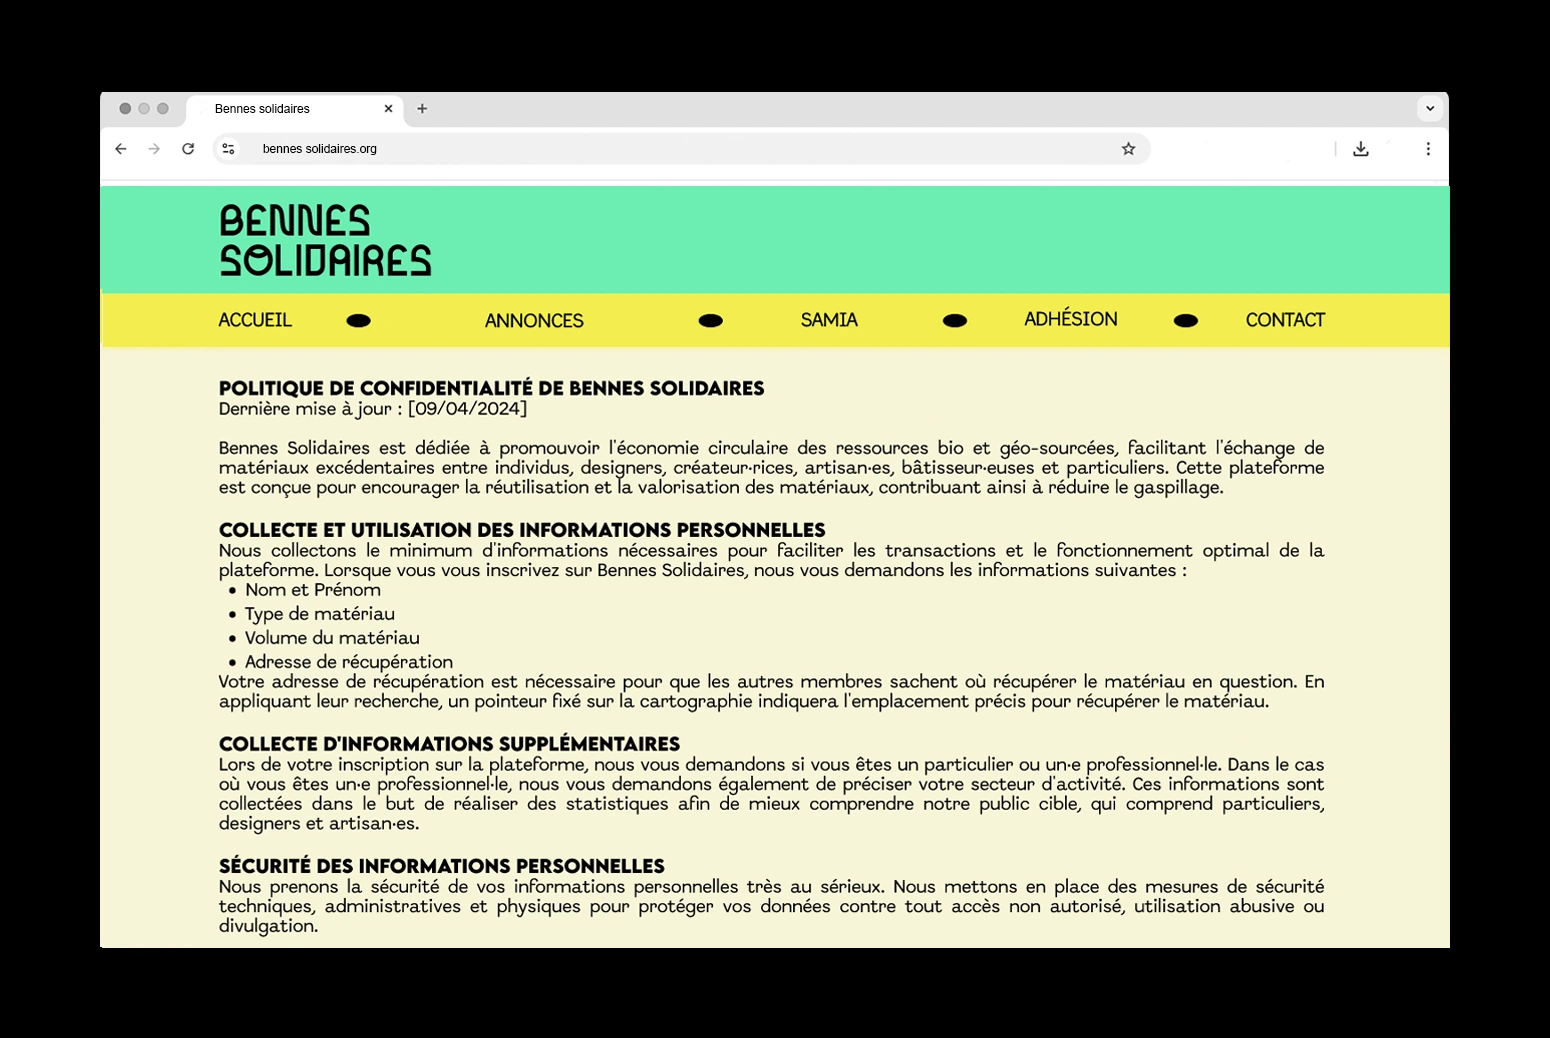 Bennes solidaires
bennes solidaires.org
BENNES
SOLIDAIRES
ACCUEIL
ANNONCES
SAMIA
ADHÉSION
CONTACT
POLITIQUE DE CONFIDENTIALITÉ DE BENNES SOLIDAIRES
Dernière mise à jour : [09/04/2024]
Bennes Solidaires est dédiée à promouvoir l'économie circulaire des ressources bio et géo-sourcées, facilitant l'échange de
matériaux excédentaires entre individus, designers, créateur·rices, artisan·es, bâtisseur·euses et particuliers. Cette plateforme
est conçue pour encourager la réutilisation et la valorisation des matériaux, contribuant ainsi à réduire le gaspillage.
COLLECTE ET UTILISATION DES INFORMATIONS PERSONNELLES
Nous collectons le minimum d'informations nécessaires pour faciliter les transactions et le fonctionnement optimal de la
plateforme. Lorsque vous vous inscrivez sur Bennes Solidaires, nous vous demandons les informations suivantes :
• Nom et Prénom
• Type de matériau
• Volume du matériau
• Adresse de récupération
Votre adresse de récupération est nécessaire pour que les autres membres sachent où récupérer le matériau en question. En
appliquant leur recherche, un pointeur fixé sur la cartographie indiquera l'emplacement précis pour récupérer le matériau.
COLLECTE D'INFORMATIONS SUPPLÉMENTAIRES
Lors de votre inscription sur la plateforme, nous vous demandons si vous êtes un particulier ou un·e professionnel·le. Dans le cas
où vous êtes un·e professionnel·le, nous vous demandons également de préciser votre secteur d'activité. Ces informations sont
collectées dans le but de réaliser des statistiques afin de mieux comprendre notre public cible, qui comprend particuliers,
designers et artisan·es.
SÉCURITÉ DES INFORMATIONS PERSONNELLES
Nous prenons la sécurité de vos informations personnelles très au sérieux. Nous mettons en place des mesures de sécurité
techniques, administratives et physiques pour protéger vos données contre tout accès non autorisé, utilisation abusive ou
divulgation.